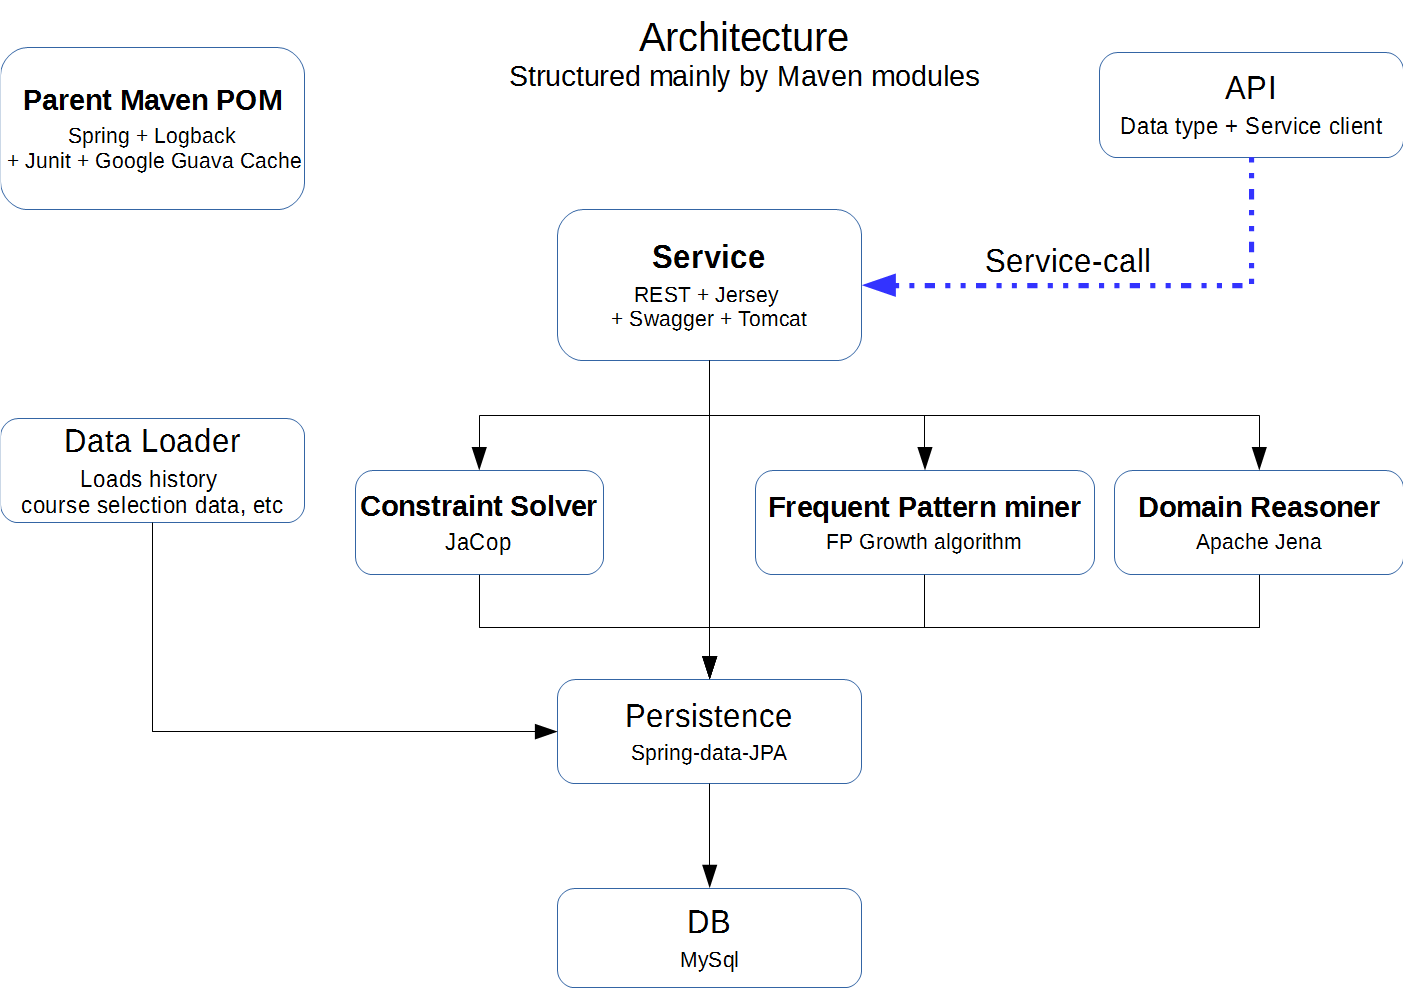 Architecture
Structured mainly by Maven modules
Parent Maven POM
Spring + Logback
+ Junit + Google Guava Cache
API
Data type + Service client
Service
REST + Jersey
+ Swagger + Tomcat
Service-call
Data Loader
Loads history
course selection data, etc
Constraint Solver
JaCop
Frequent Pattern miner
FP Growth algorithm
Domain Reasoner
Apache Jena
Persistence
Spring-data-JPA
DB
MySql